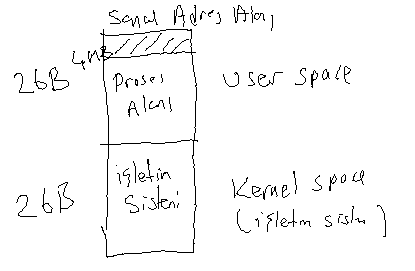 Sanal Adres Alanı
4MB
2GB
Proses
Alanı
User space
2GB
işletim
Sistemi
Kernel space
(işletim sistemi)